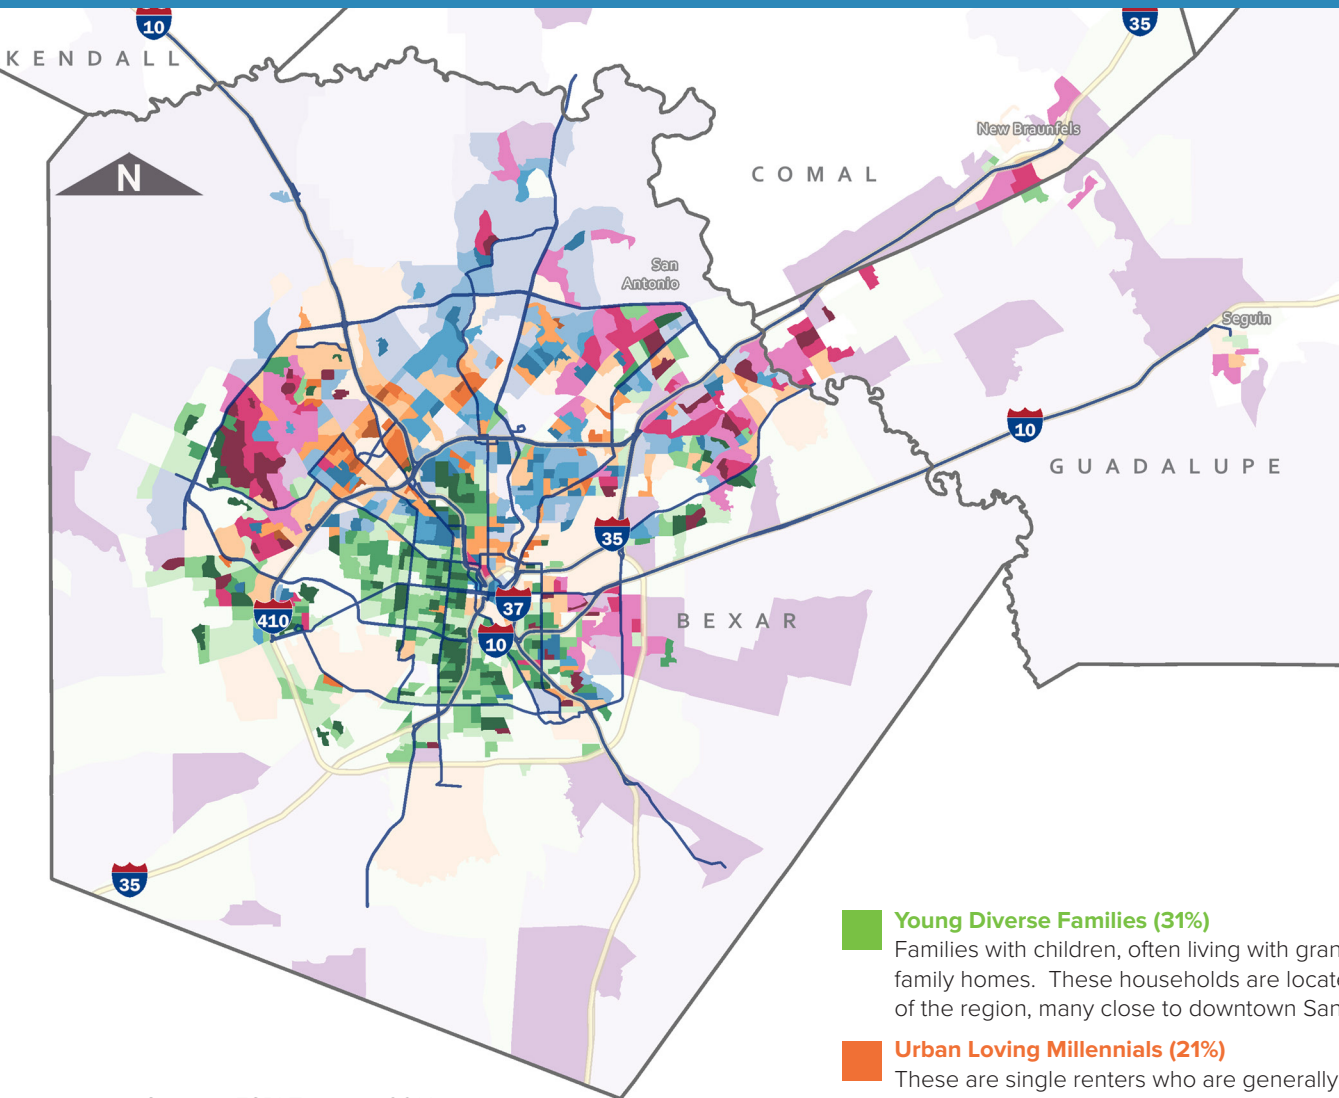 10
35
KENDALL
New Braunfels
COMAL
N
San
Antonio
Seguin
10
GUADALUPE
35
37
410
BEXAR
10
35
Young Diverse Families (31%)
Families with children, often living with gran
family homes. These households are locate
of the region, many close to downtown San
Urban Loving Millennials (21%)
These are single renters who are generally